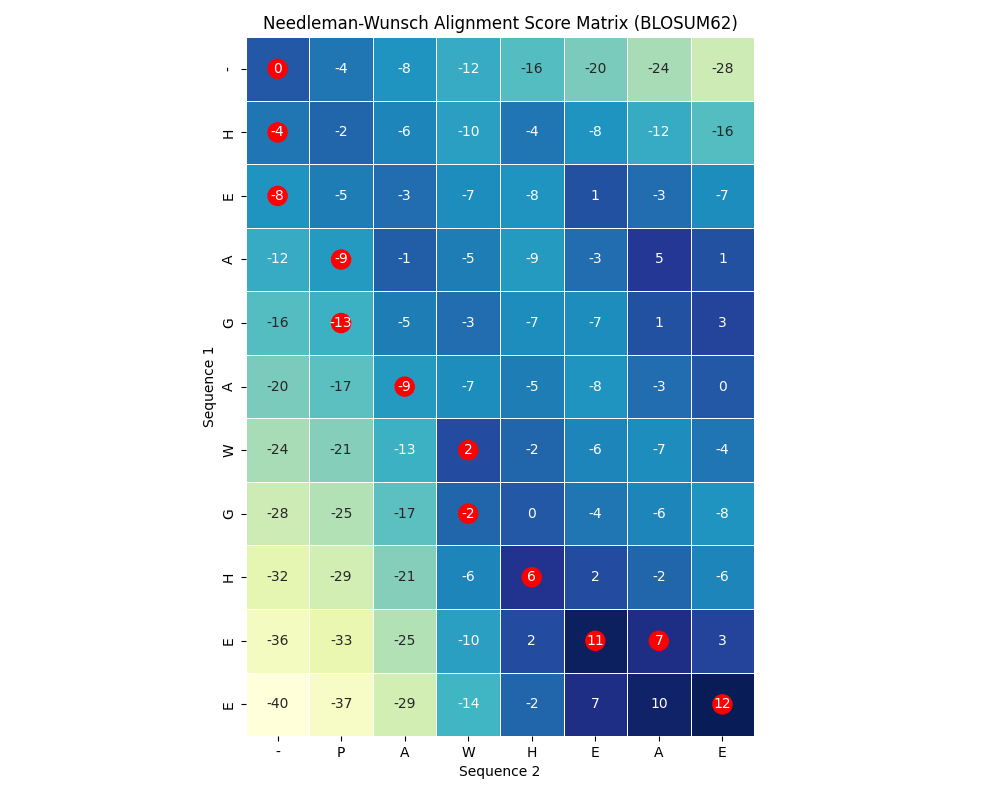 Needleman-Wunsch Alignment Score Matrix (BLOSUM62)
- 0 -4 -8 -12 -16 -20 -24 -28
H -4 -2 -6 -10 -4 -8 -12 -16
E -8 -5 -3 -7 -8 1 -3 -7
A -12 -9 -1 -5 -9 -3 5 1
G -16 -13 -5 -3 -7 -7 1 3
A -20 -17 -9 -7 -5 -8 -3 0
W -24 -21 -13 2 -2 -6 -7 -4
G -28 -25 -17 -2 0 -4 -6 -8
H -32 -29 -21 -6 6 2 -2 -6
E -36 -33 -25 -10 2 11 7 3
E -40 -37 -29 -14 -2 7 10 12
- P A W H E A E
Sequence 1
Sequence 2